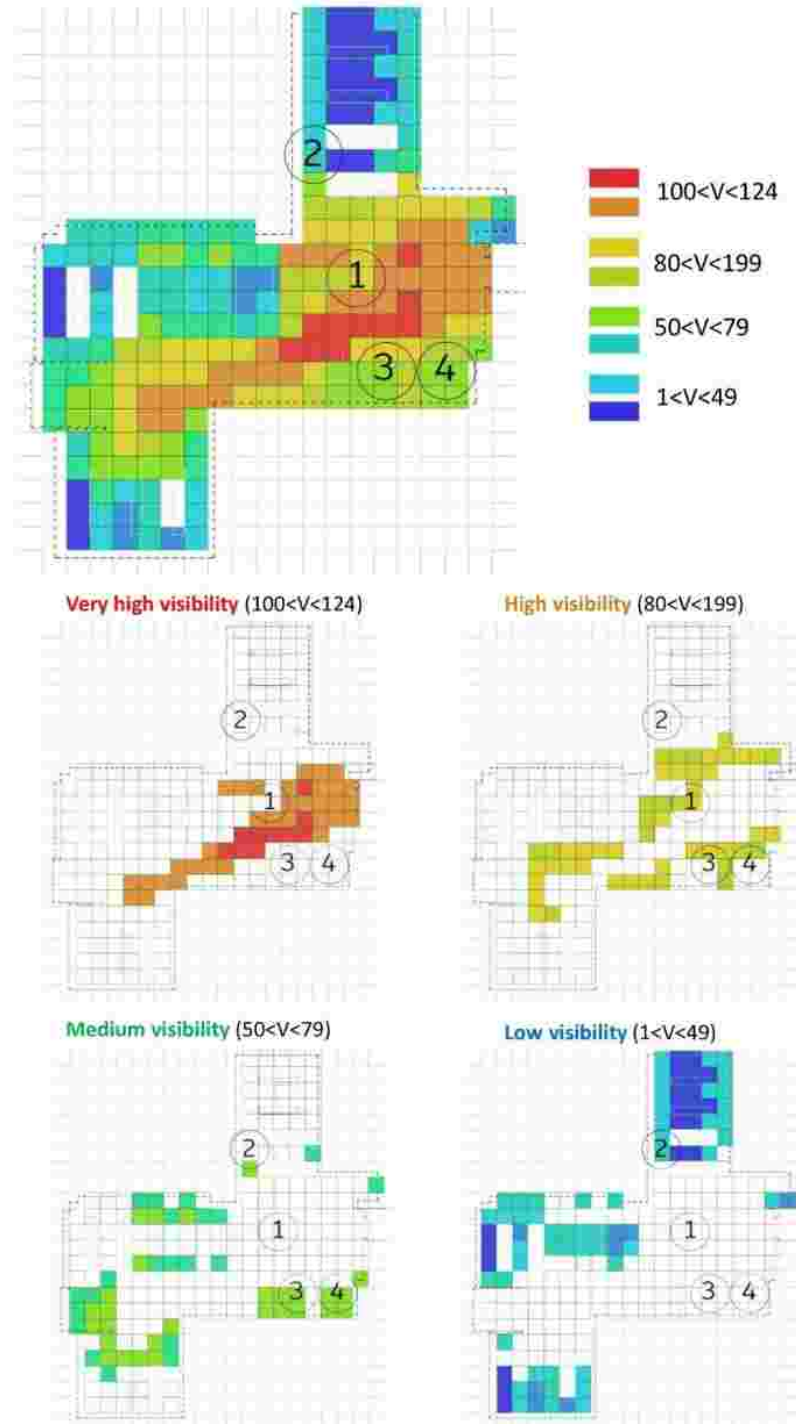 2
100<V<124
80<V<199
1
50<V<79
3 4
1<V<49
Very high visibility (100<V<124)
High visibility (80<V<199)
2
2
1
1
3 4
3 4
Medium visibility (50<V<79)
Low visibility (1<V<49)
2
2
1
1
3 4
3 4